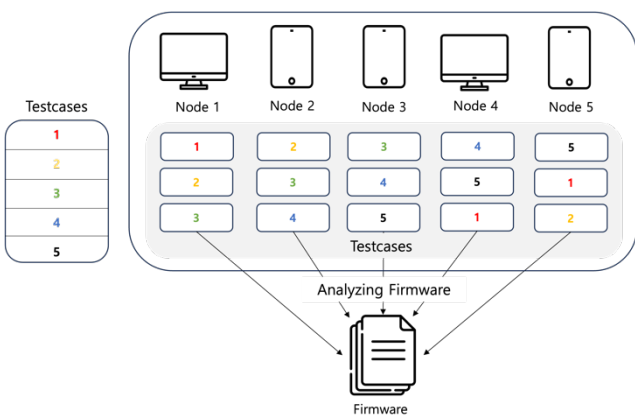 Testcases
1
2
3
4
5
Node 1 Node 2 Node 3 Node 4 Node 5
1 2 3 4 5
2 3 4 5 1
3 4 5 1 2
Testcases
Analyzing Firmware
Firmware